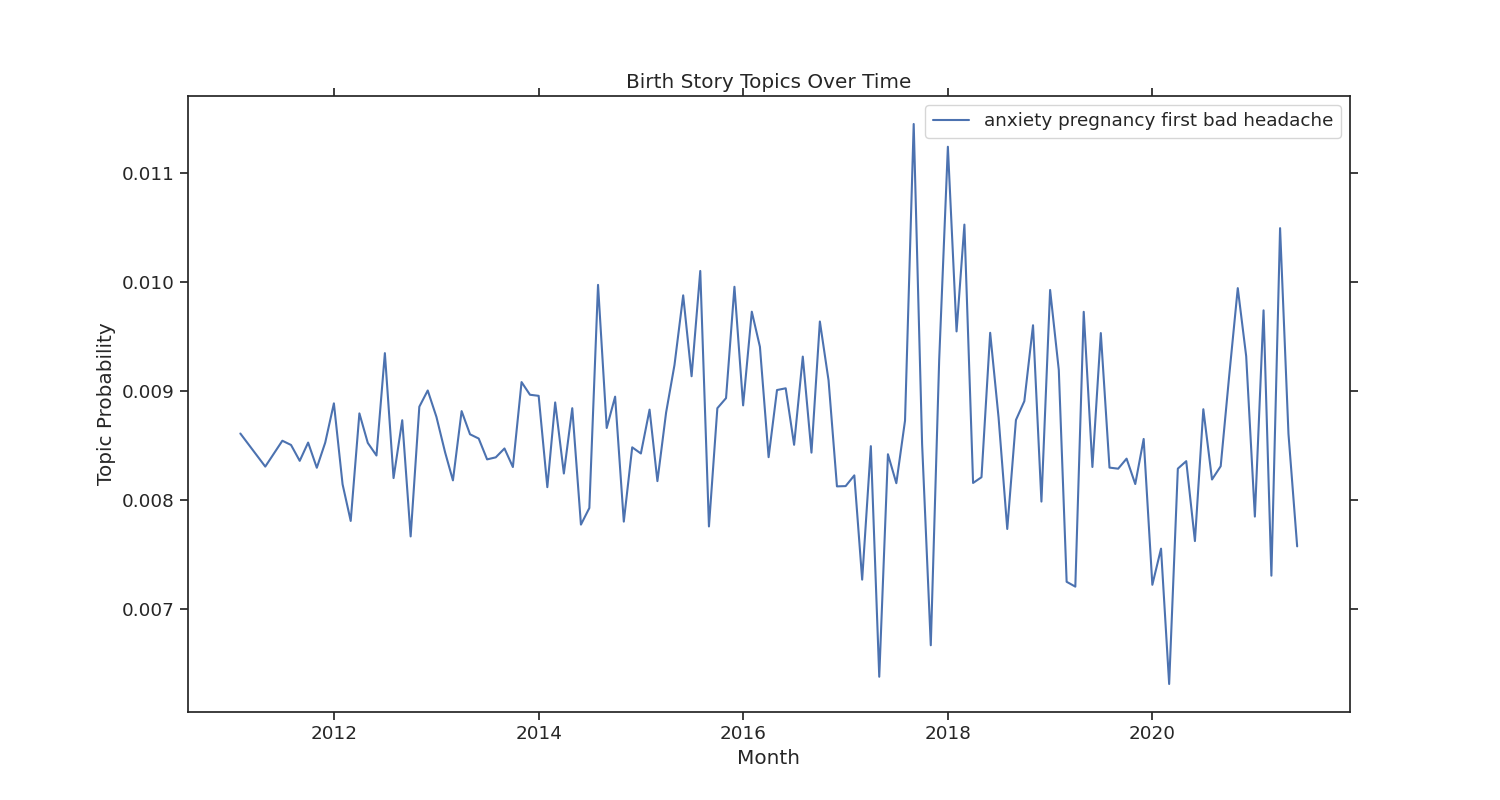 Birth Story Topics Over Time
anxiety pregnancy first bad headache
Topic Probability
0.011
0.010
0.009
0.008
0.007
2012 2014 2016 2018 2020
Month